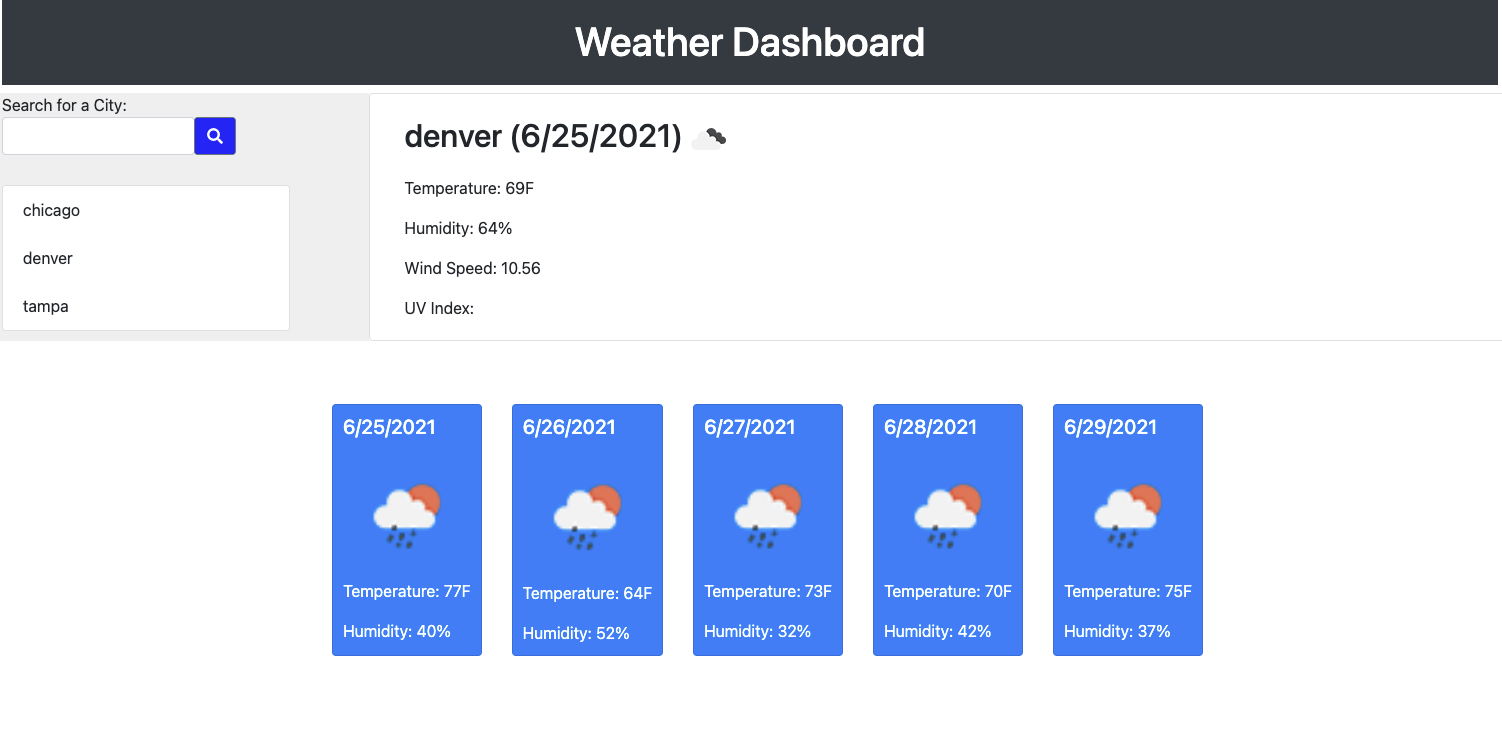 Weather Dashboard
Search for a City:
chicago
denver
tampa
denver (6/25/2021)
Temperature: 69F
Humidity: 64%
Wind Speed: 10.56
UV Index:
6/25/2021
Temperature: 77F
Humidity: 40%
6/26/2021
Temperature: 64F
Humidity: 52%
6/27/2021
Temperature: 73F
Humidity: 32%
6/28/2021
Temperature: 70F
Humidity: 42%
6/29/2021
Temperature: 75F
Humidity: 37%